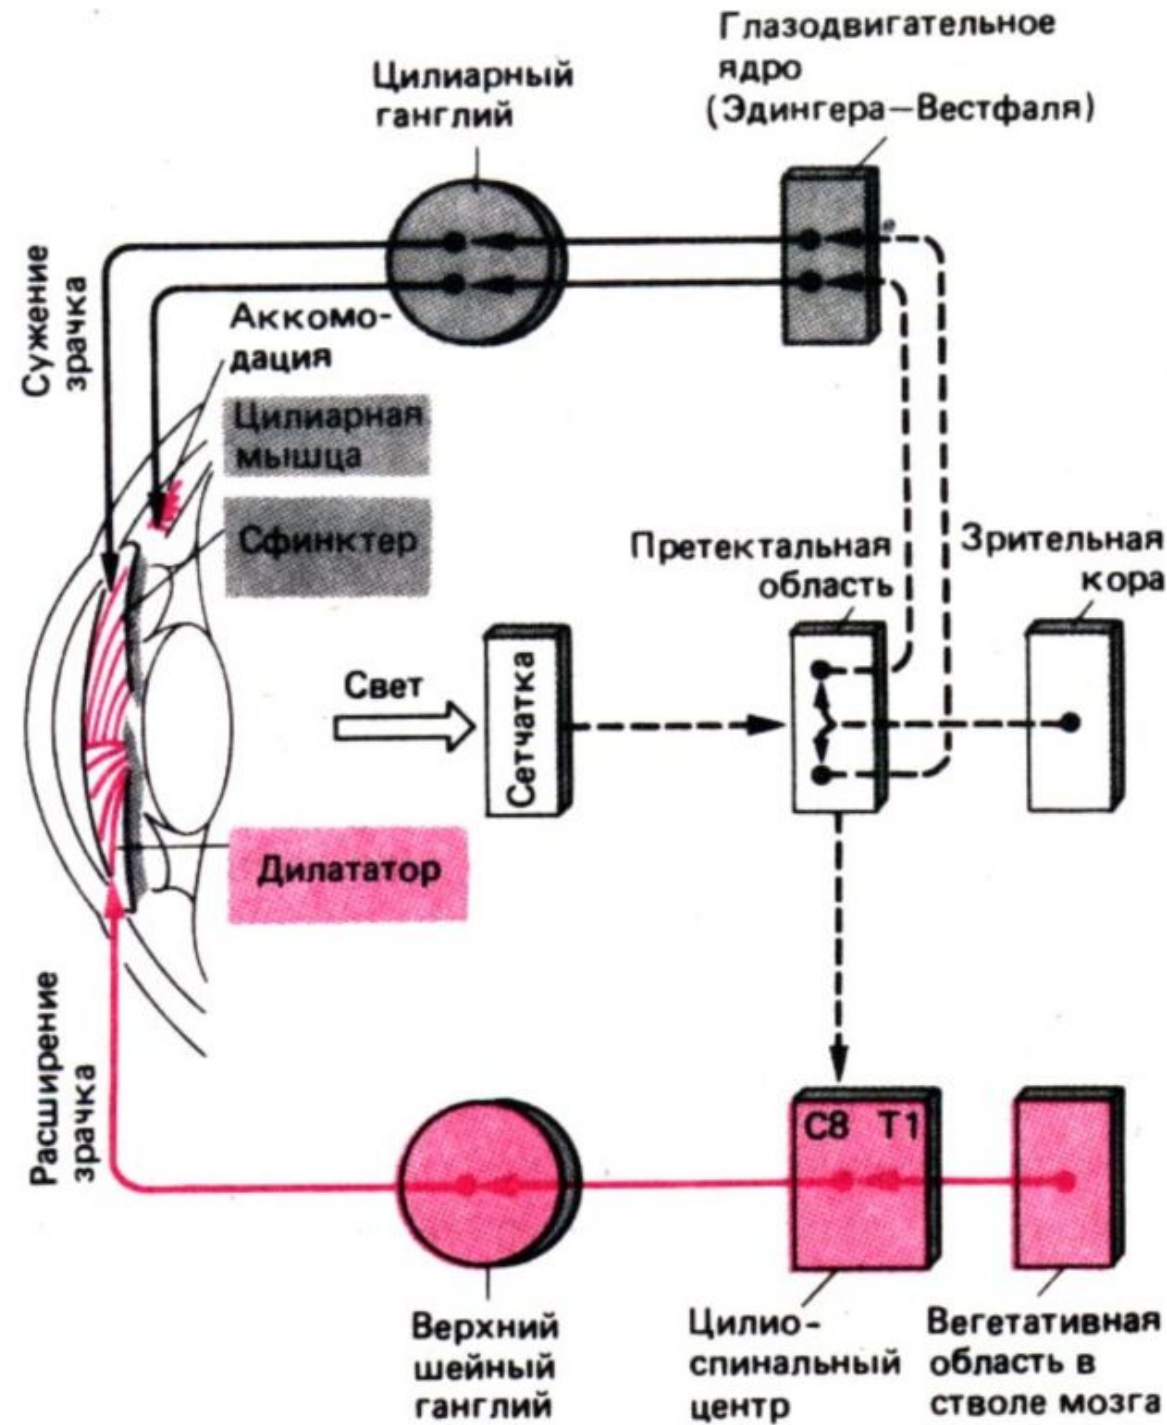 Глазодвигательное
ядро
(Эдингера—Вестфаля)
Цилиарный
ганглий
Сужение
зрачка
Аккомо-
дация
Цилиарная
мышца
Сфинктер
Претектальная
область
Зрительная
кора
Свет
Сетчатка
Дилататор
Расширение
зрачка
C8 T1
Верхний
шейный
ганглий
Цилио-
спинальный
центр
Вегетативная
область в
стволе мозга